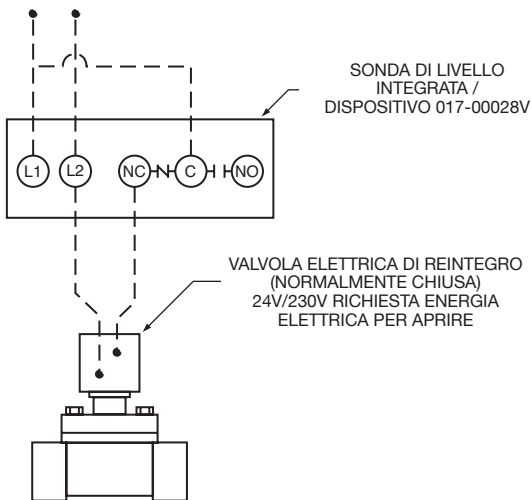 SONDA DI LIVELLO
INTEGRATA /
DISPOSITIVO 017-00028V
L1 L2 NC C NO
VALVOLA ELETTRICA DI REINTEGRO
(NORMALMENTE CHIUSA)
24V/230V RICHIESTA ENERGIA
ELETTRICA PER APRIRE